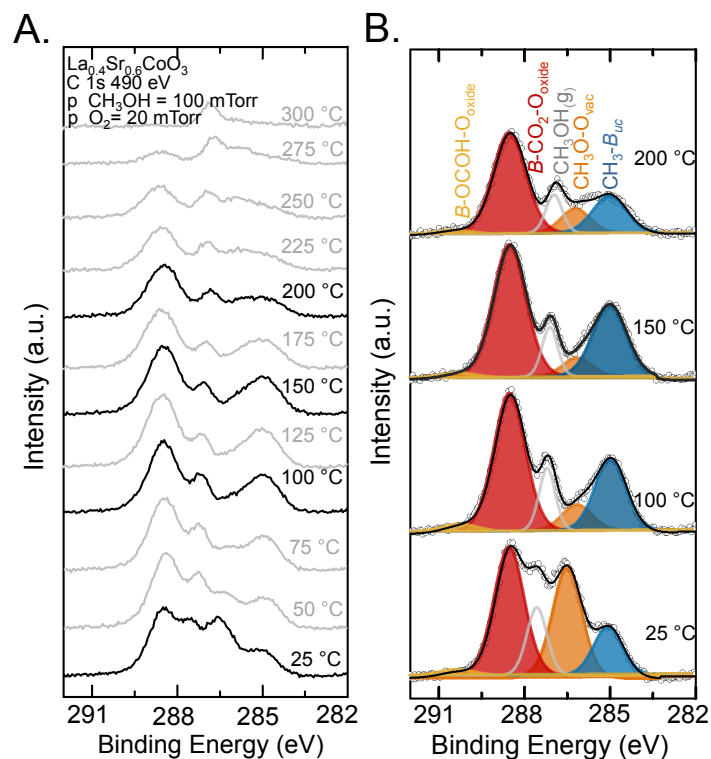 A.
La0.4Sr0.6CoO3
C 1s 490 eV
p CH3OH = 100 mTorr
p O2= 20 mTorr
300 °C
275 °C
250 °C
225 °C
200 °C
175 °C
150 °C
125 °C
100 °C
75 °C
50 °C
25 °C
Intensity (a.u.)
291 288 285 282
Binding Energy (eV)
B.
B-OCOH-Ooxide
B-CO2-Ooxide
CH3OH(g)
CH3O-Ovac
CH3-Buc
200 °C
150 °C
100 °C
25 °C
Intensity (a.u.)
291 288 285 282
Binding Energy (eV)